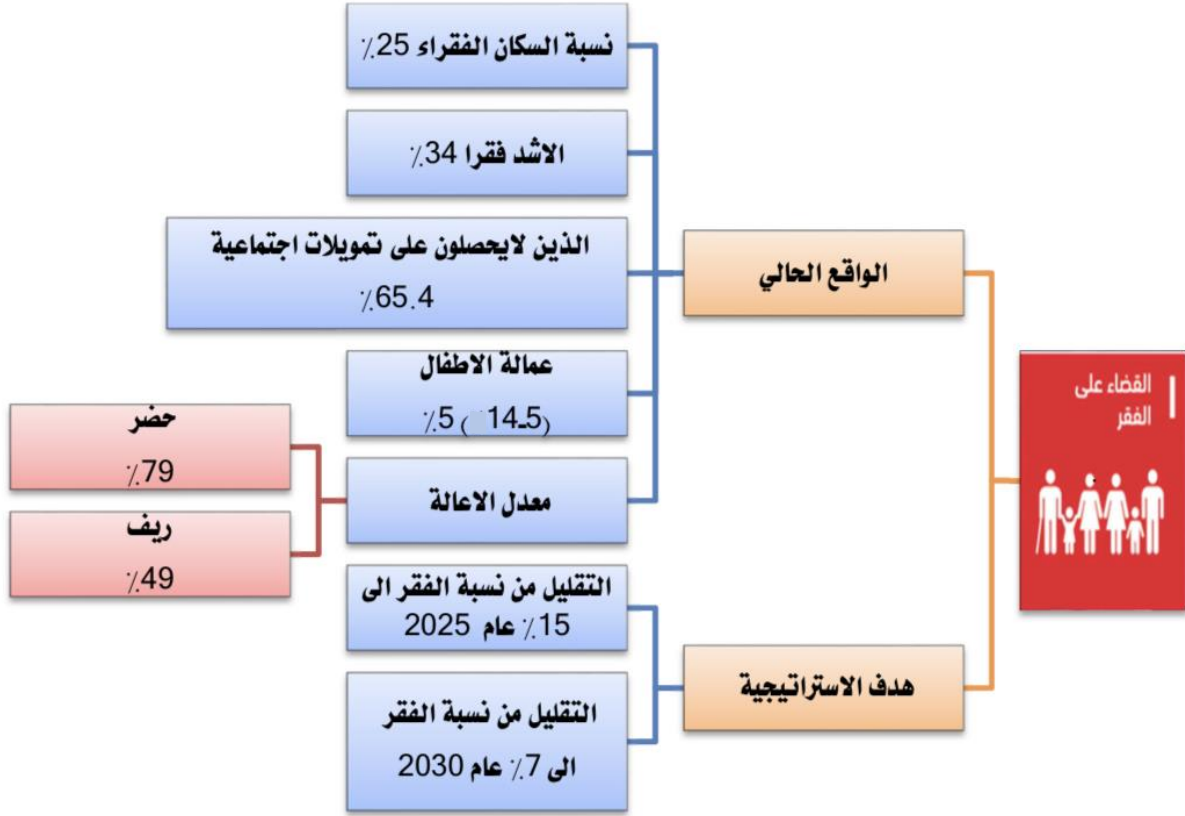 القضاء على
الفقر
الواقع الحالي
نسبة السكان الفقراء 25٪
الاشد فقرا 34٪
الذين لايحصلون على تمويلات اجتماعية
65.4٪
عمالة الاطفال
(5ـ14) 5٪
معدل الاعالة
حضر
79٪
ريف
49٪
هدف الاستراتيجية
التقليل من نسبة الفقر الى
15٪ عام 2025
التقليل من نسبة الفقر
الى 7٪ عام 2030